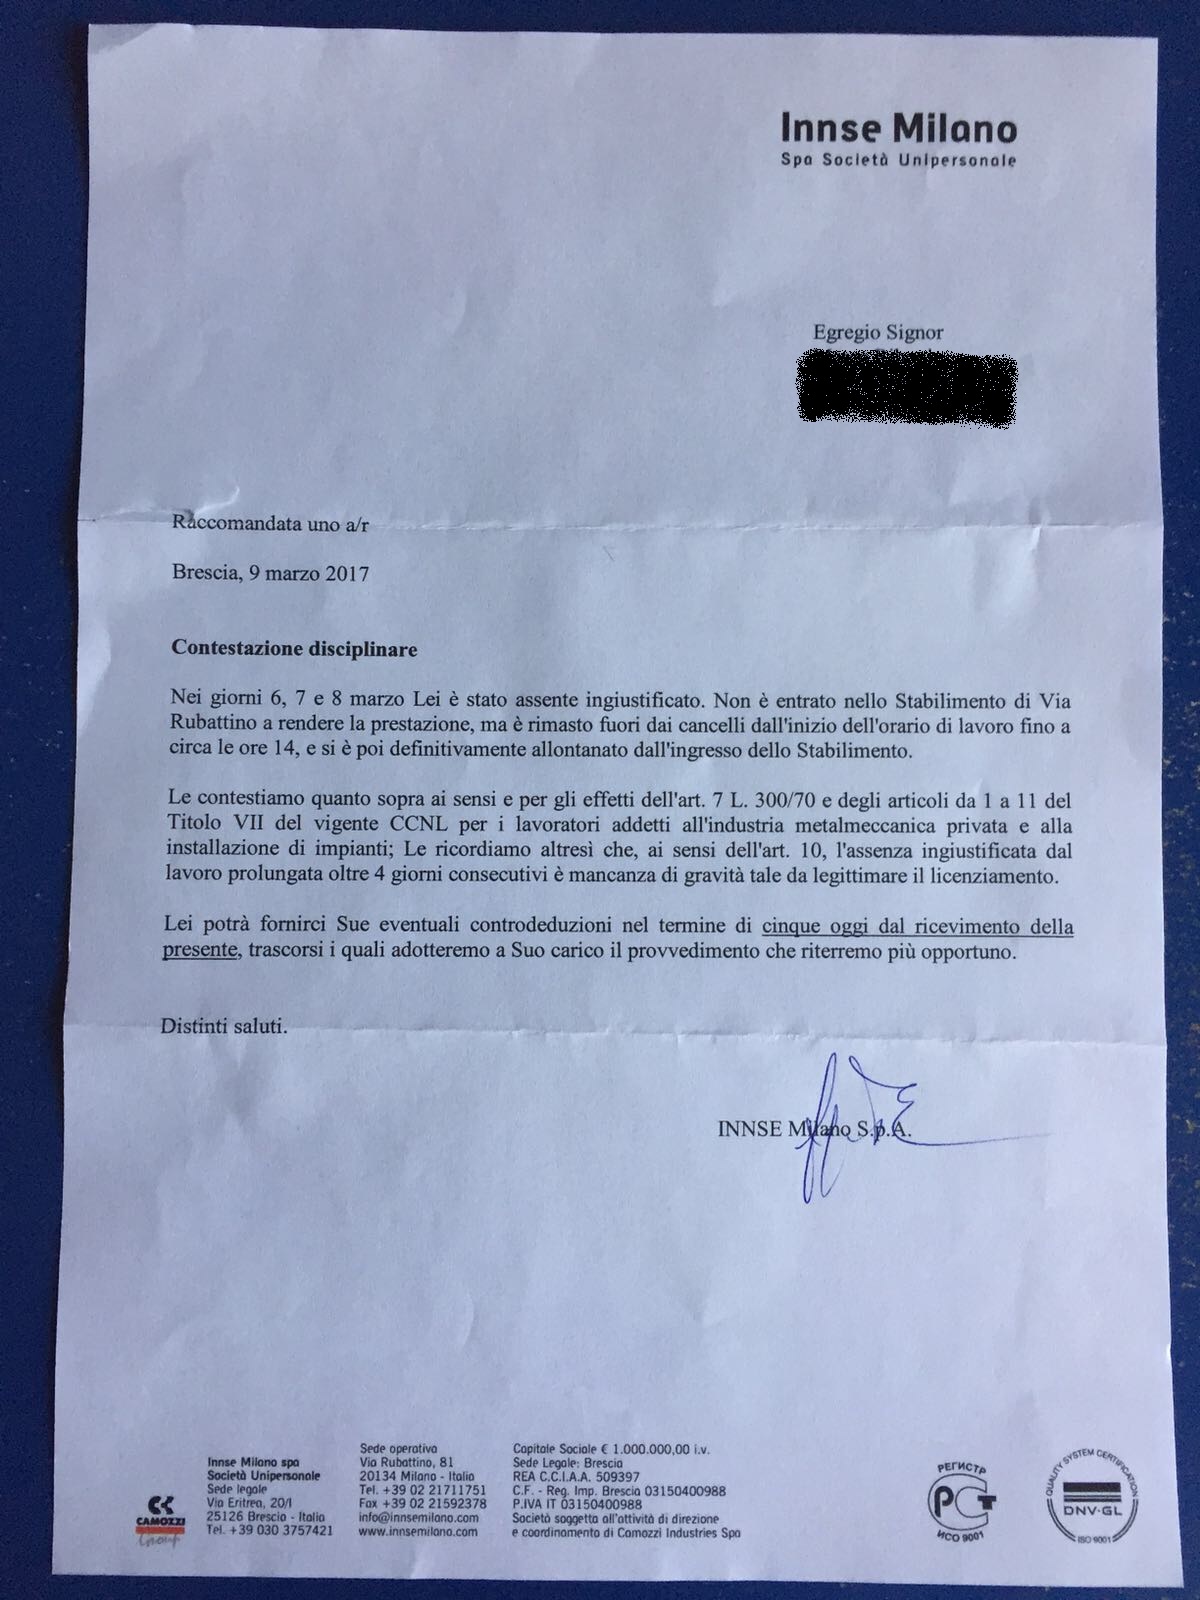 Innse Milano
Spa Società Unipersonale
Egregio Signor
Raccomandata uno a/r
Brescia, 9 marzo 2017
Contestazione disciplinare
Nei giorni 6, 7 e 8 marzo Lei è stato assente ingiustificato. Non è entrato nello Stabilimento di Via
Rubattino a rendere la prestazione, ma è rimasto fuori dai cancelli dall'inizio dell'orario di lavoro fino a
circa le ore 14, e si è poi definitivamente allontanato dall'ingresso dello Stabilimento.
Le contestiamo quanto sopra ai sensi e per gli effetti dell'art. 7 L. 300/70 e degli articoli da 1 a 11 del
Titolo VII del vigente CCNL per i lavoratori addetti all'industria metalmeccanica privata e alla
installazione di impianti; Le ricordiamo altresì che, ai sensi dell'art. 10, l'assenza ingiustificata dal
lavoro prolungata oltre 4 giorni consecutivi è mancanza di gravità tale da legittimare il licenziamento.
Lei potrà fornirci Sue eventuali controdeduzioni nel termine di cinque oggi dal ricevimento della
presente, trascorsi i quali adotteremo a Suo carico il provvedimento che riterremo più opportuno.
Distinti saluti.
INNSE Milano S.p.A.
CAMOZZI
Group
Innse Milano spa
Società Unipersonale
Sede legale
Via Eritrea, 20/I
25126 Brescia - Italia
Tel. +39 030 3757421
Sede operativa
Via Rubattino, 81
20134 Milano - Italia
Tel. +39 02 21711751
Fax +39 02 21592378
info@innsemilano.com
www.innsemilano.com
Capitale Sociale € 1.000.000,00 i.v.
Sede Legale: Brescia
REA C.C.I.A.A. 509397
C.F. - Reg. Imp. Brescia 03150400988
P.IVA IT 03150400988
Società soggetta all'attività di direzione
e coordinamento di Camozzi Industries Spa
РЕГИСТР
РСТ
ИСО 9001
QUALITY SYSTEM CERTIFICATION
DNV·GL
ISO 9001